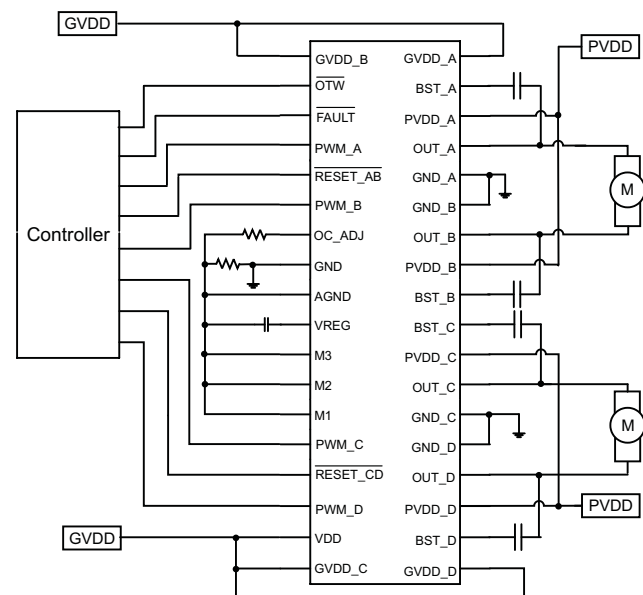 GVDD
PVDD
GVDD_B
GVDD_A
OTW
BST_A
FAULT
PVDD_A
PWM_A
OUT_A
RESET_AB
GND_A
PWM_B
GND_B
Controller
OC_ADJ
OUT_B
GND
PVDD_B
AGND
BST_B
VREG
BST_C
M3
PVDD_C
M2
OUT_C
M1
GND_C
PWM_C
GND_D
RESET_CD
OUT_D
PWM_D
PVDD_D
VDD
BST_D
GVDD_C
GVDD_D
M
M
PVDD
GVDD